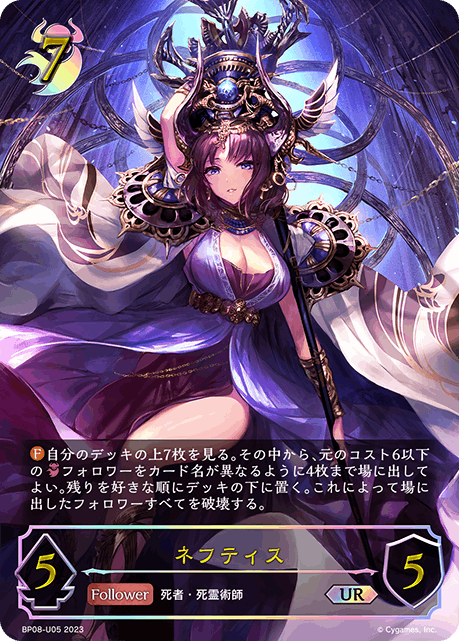 7
F 自分のデッキの上7枚を見る。その中から、元のコスト6以下
のフォロワーをカード名が異なるように4枚まで場に出して
よい。残りを好きな順にデッキの下に置く。これによって場に
出したフォロワーすべてを破壊する。
ネフティス
5
Follower 死者・死霊術師
UR
5
BP08-U05 2023
© Cygames, Inc.